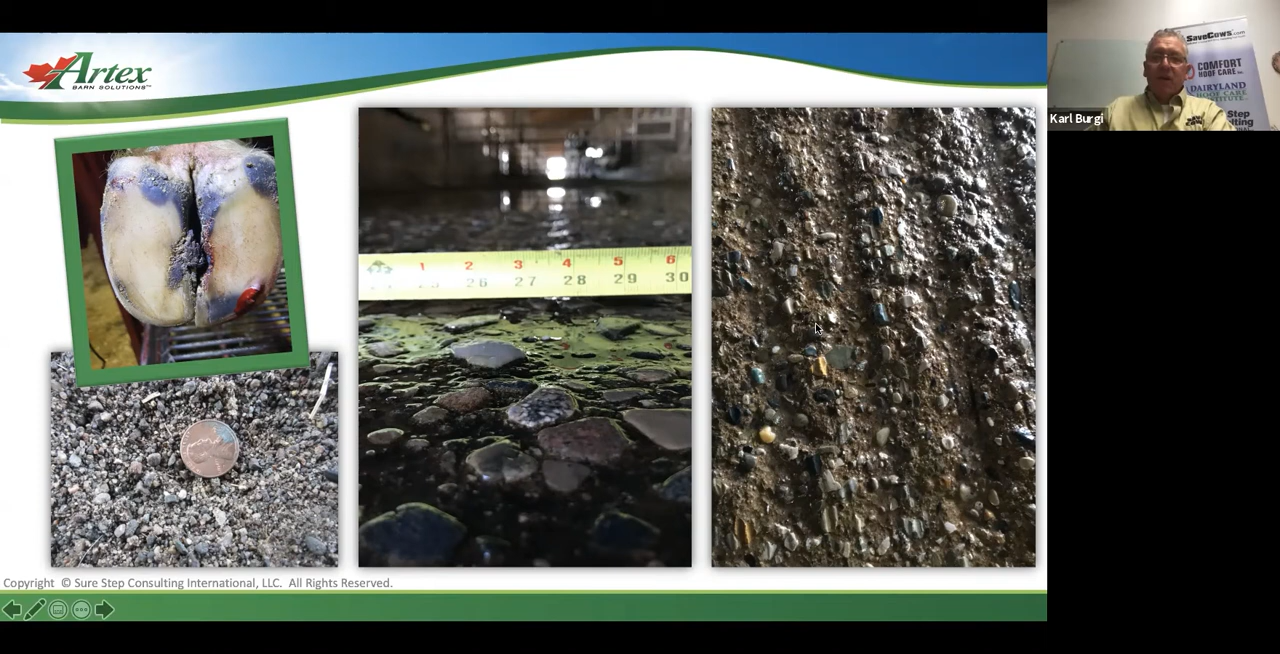 Artex
BARN SOLUTIONS
1 2 3 4 5 6
26 27 28 29 30
Copyright © Sure Step Consulting International, LLC. All Rights Reserved.
SaveCows.com
COMFORT
HOOF CARE
DAIRYLAND
HOOF CARE
Step
Karl Burgi